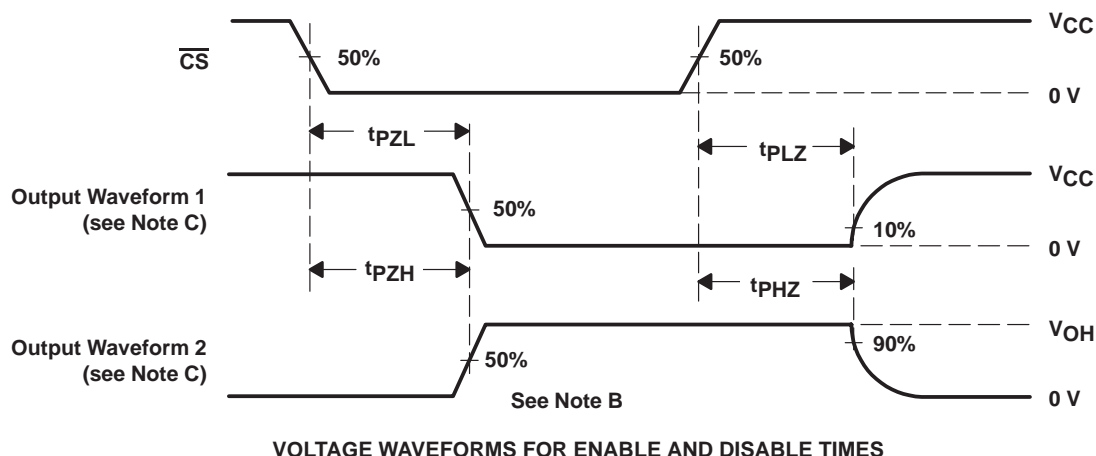 VCC
CS
50%
50%
0 V
tPZL
tPLZ
VCC
Output Waveform 1
(see Note C)
50%
10%
0 V
tPZH
tPHZ
VOH
Output Waveform 2
(see Note C)
50%
90%
See Note B
0 V
VOLTAGE WAVEFORMS FOR ENABLE AND DISABLE TIMES